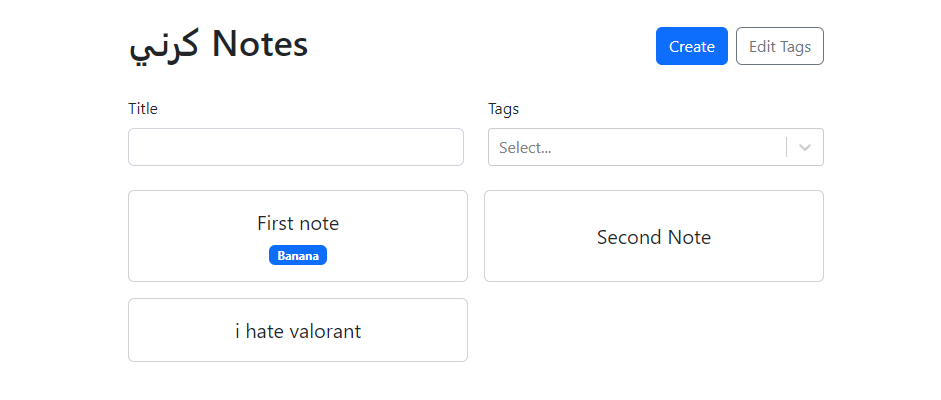 كرني Notes
Create
Edit Tags
Title
Tags
Select...
First note
Banana
Second Note
i hate valorant